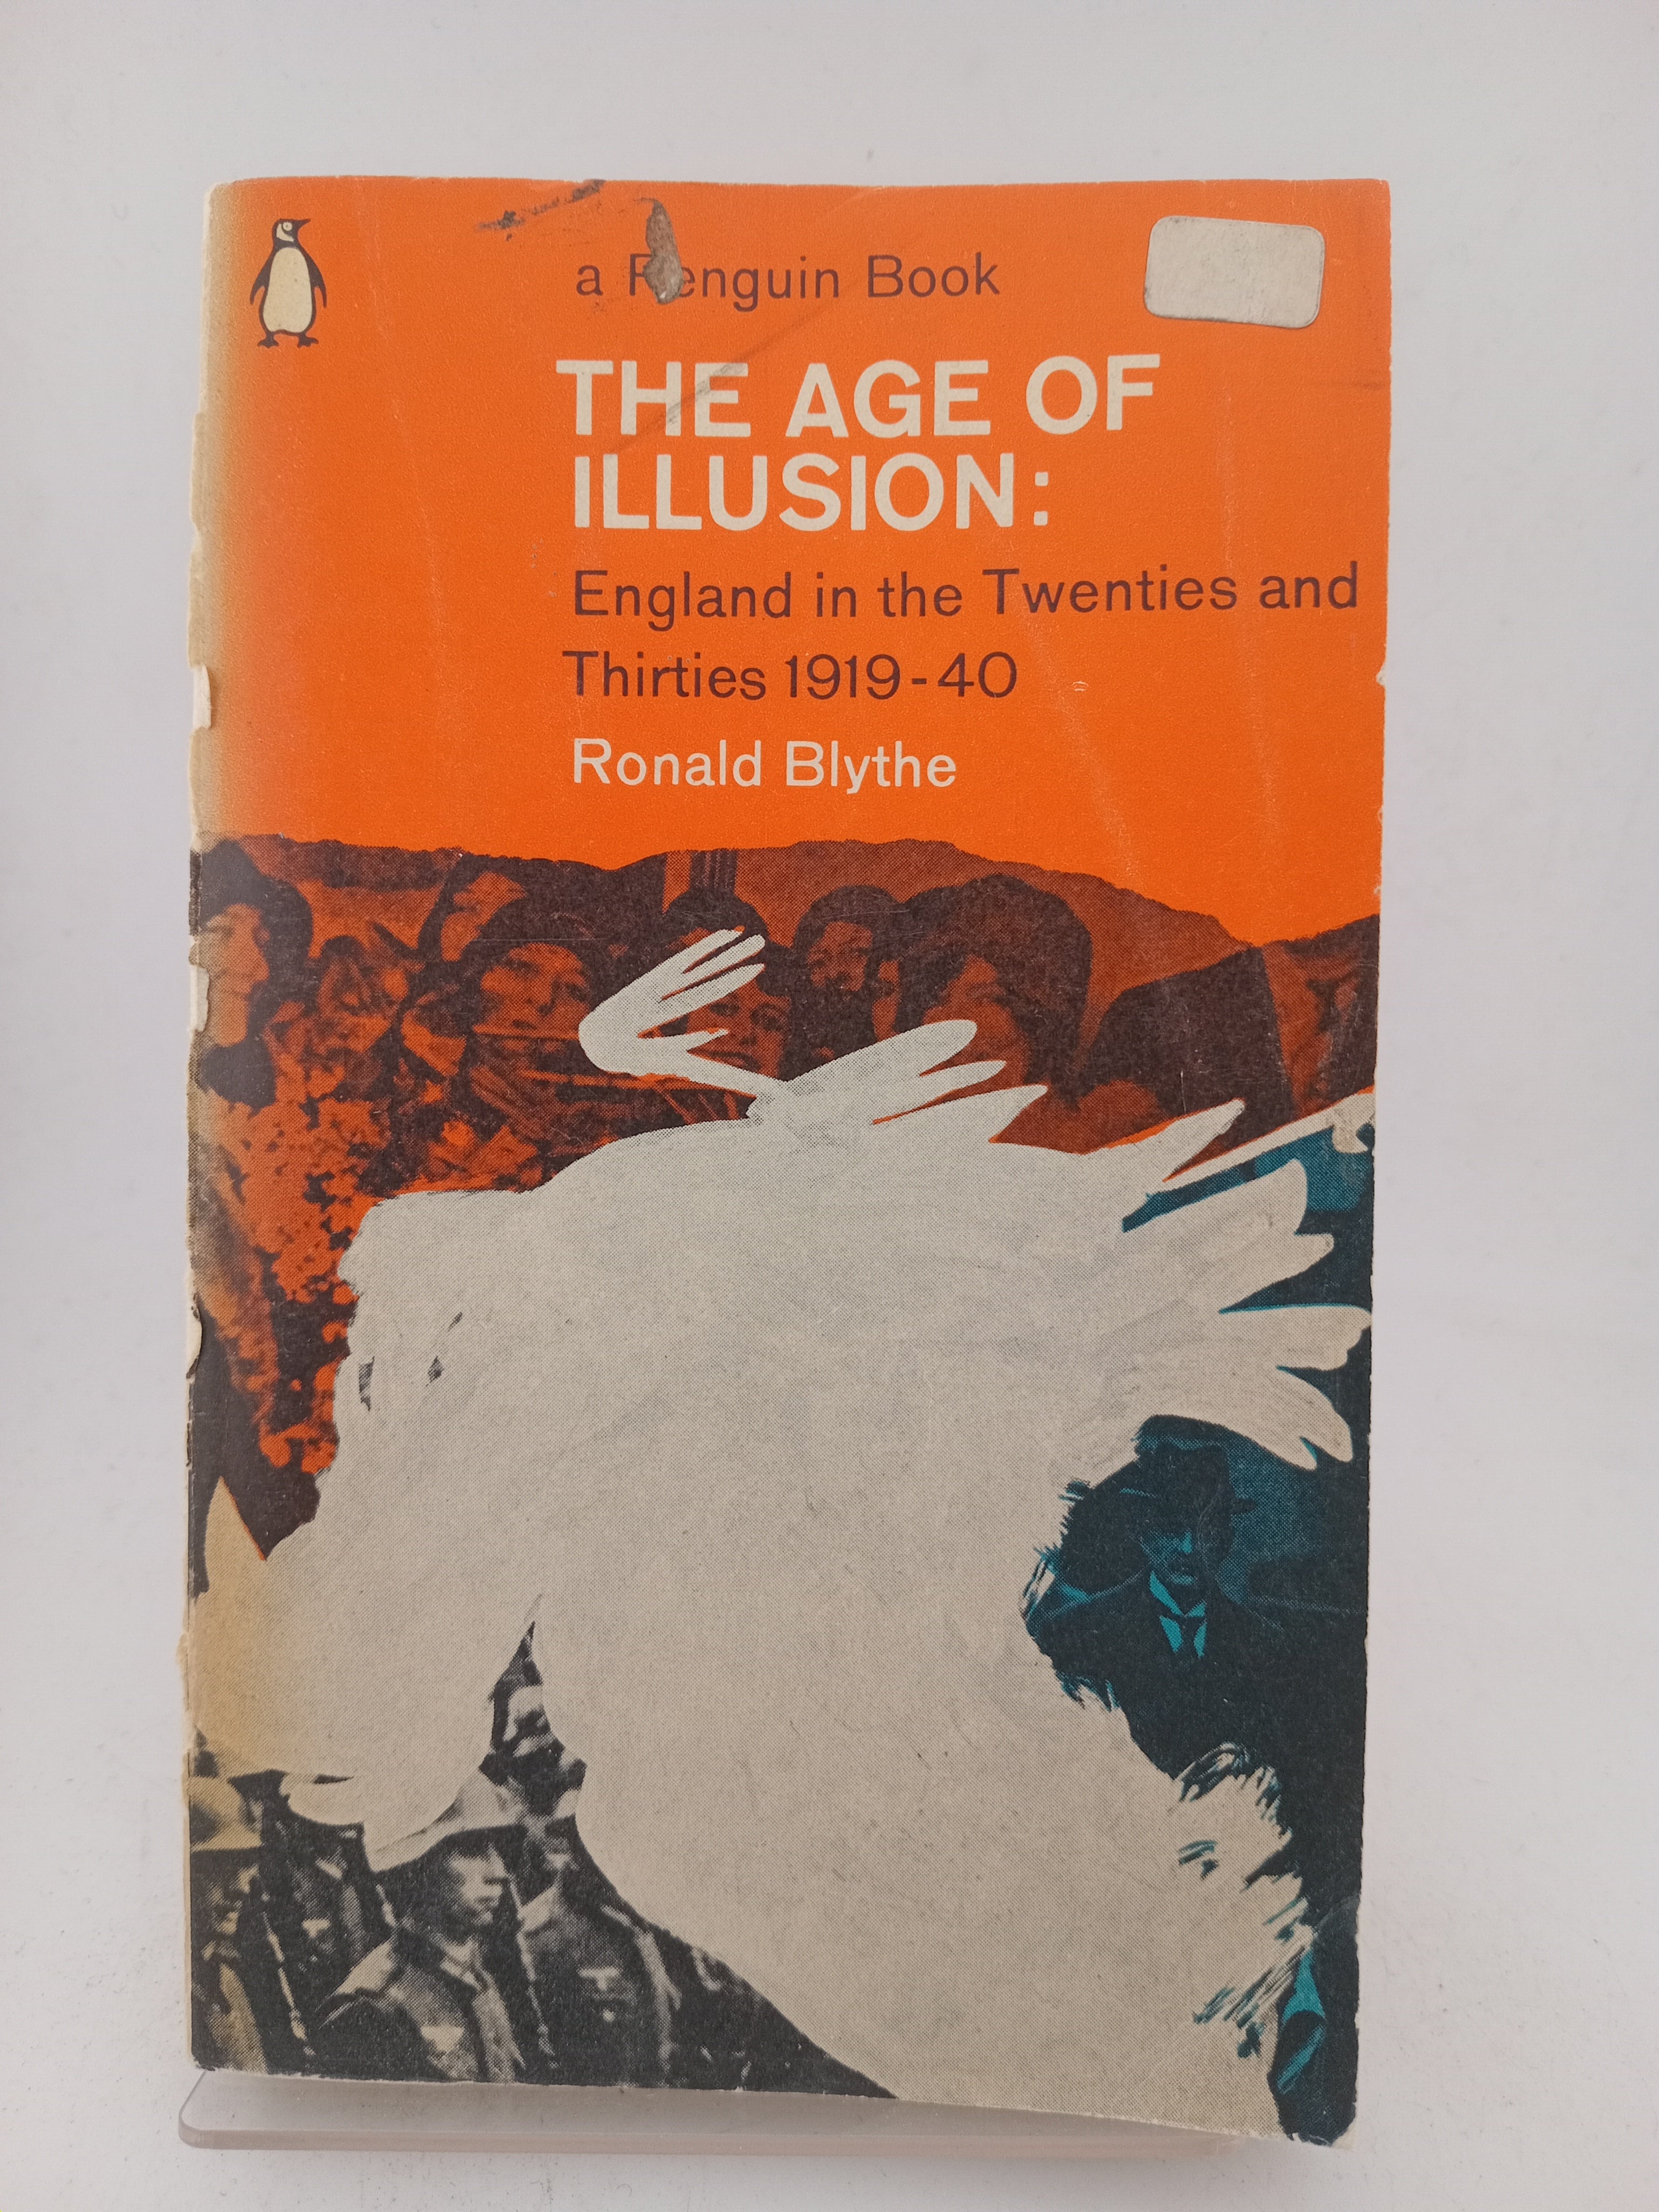 a Penguin Book
THE AGE OF
ILLUSION:
England in the Twenties and
Thirties 1919-40
Ronald Blythe